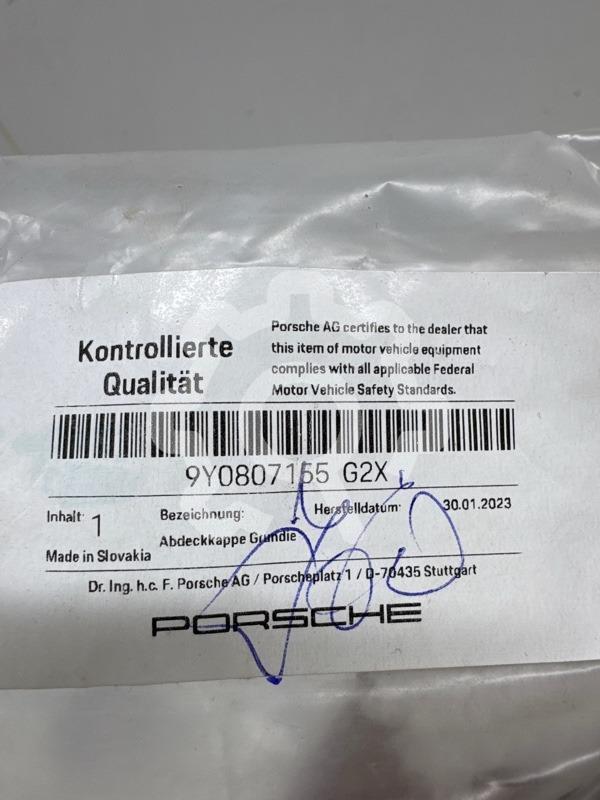 Kontrollierte
Qualität
Porsche AG certifies to the dealer that
this item of motor vehicle equipment
complies with all applicable Federal
Motor Vehicle Safety Standards.
9Y0807155 G2X
Inhalt: 1
Bezeichnung:
Herstelldatum: 30.01.2023
Made in Slovakia
Abdeckkappe Grundie
Dr. Ing. h.c. F. Porsche AG / Porscheplatz 1 / D-70435 Stuttgart
PORSCHE